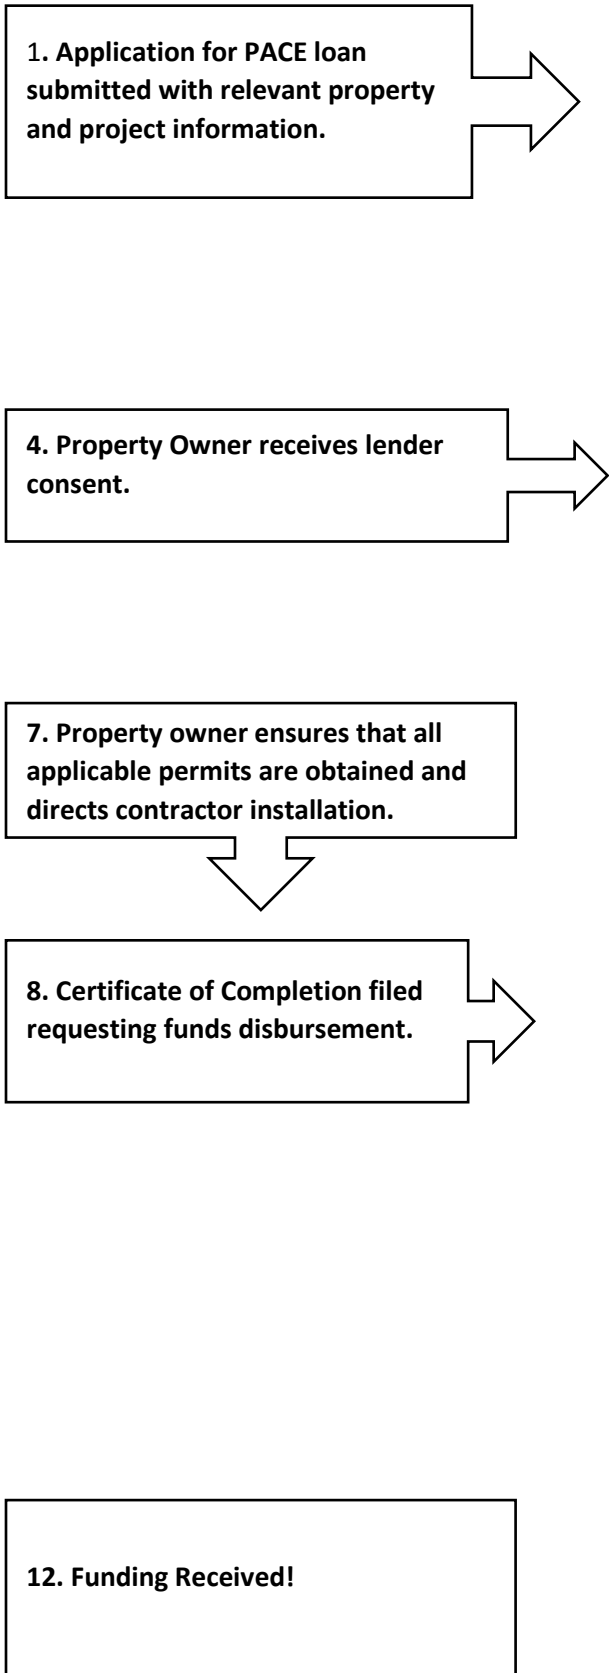 1. Application for PACE loan
submitted with relevant property
and project information.
4. Property Owner receives lender
consent.
7. Property owner ensures that all
applicable permits are obtained and
directs contractor installation.
8. Certificate of Completion filed
requesting funds disbursement.
12. Funding Received!